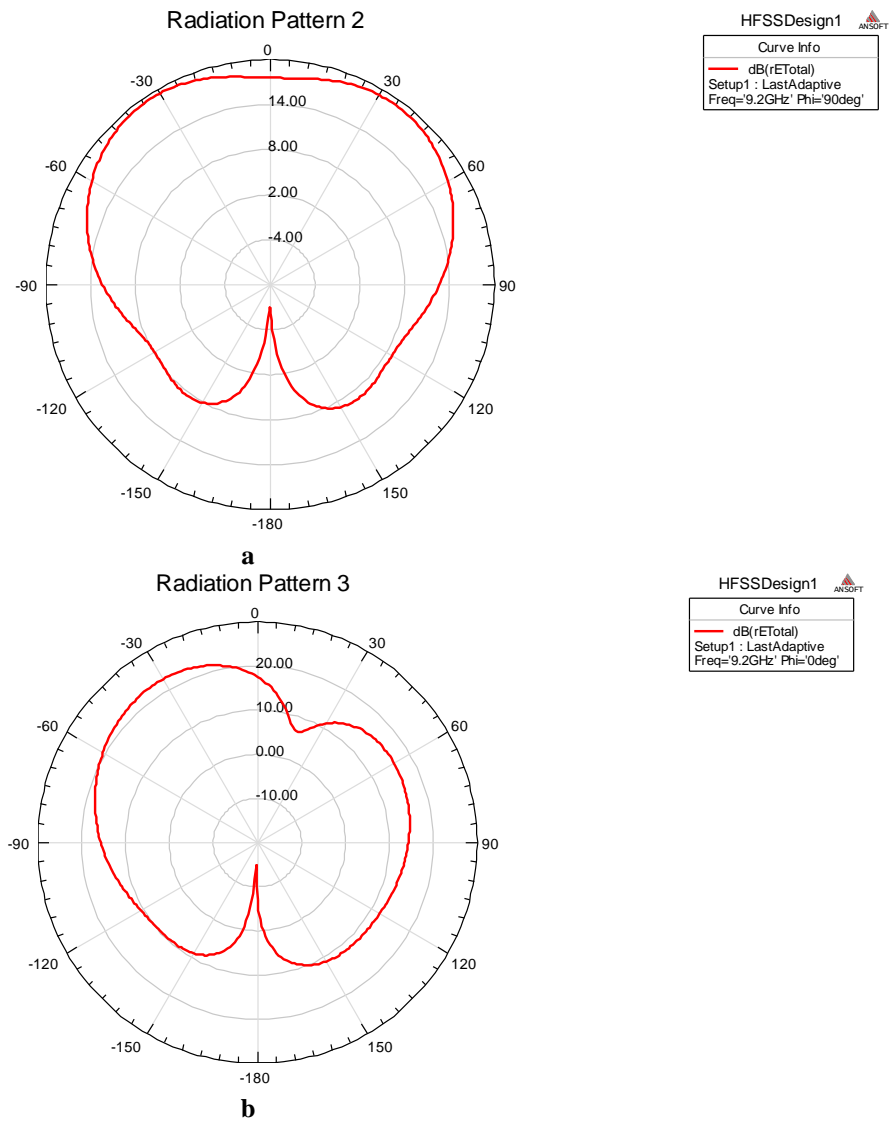 Radiation Pattern 2
HFSSDesign1
ANSOFT
Curve Info
dB(rETotal)
Setup1 : LastAdaptive
Freq='9.2GHz' Phi='90deg'
0
-30
30
14.00
8.00
-60
60
2.00
-4.00
-90
90
-120
120
-150
150
-180
a
Radiation Pattern 3
HFSSDesign1
ANSOFT
Curve Info
dB(rETotal)
Setup1 : LastAdaptive
Freq='9.2GHz' Phi='0deg'
0
-30
30
20.00
10.00
-60
60
0.00
-10.00
-90
90
-120
120
-150
150
-180
b